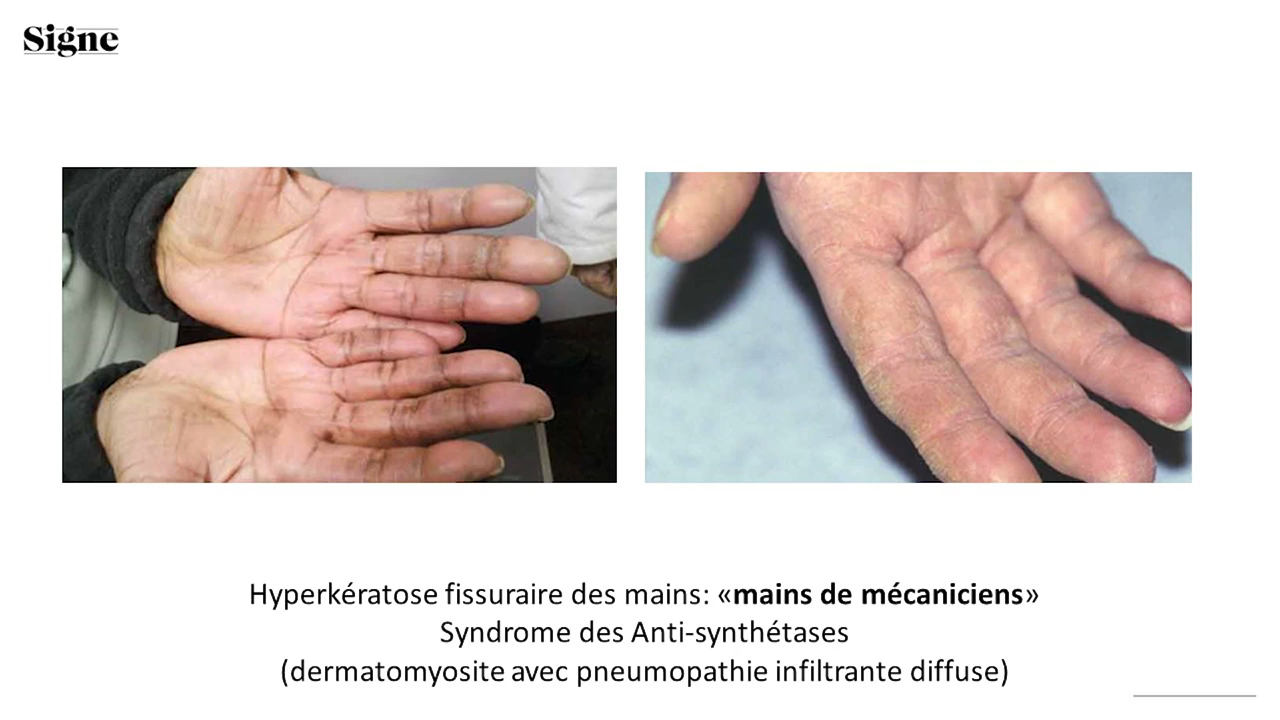 Signe
Hyperkératose fissuraire des mains: «mains de mécaniciens»
Syndrome des Anti-synthétases
(dermatomyosite avec pneumopathie infiltrante diffuse)